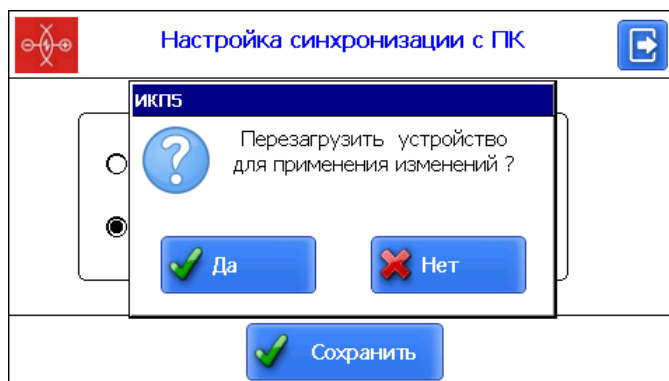 Настройка синхронизации с ПК
ИКП5
Перезагрузить устройство
для применения изменений ?
Да
Нет
Сохранить